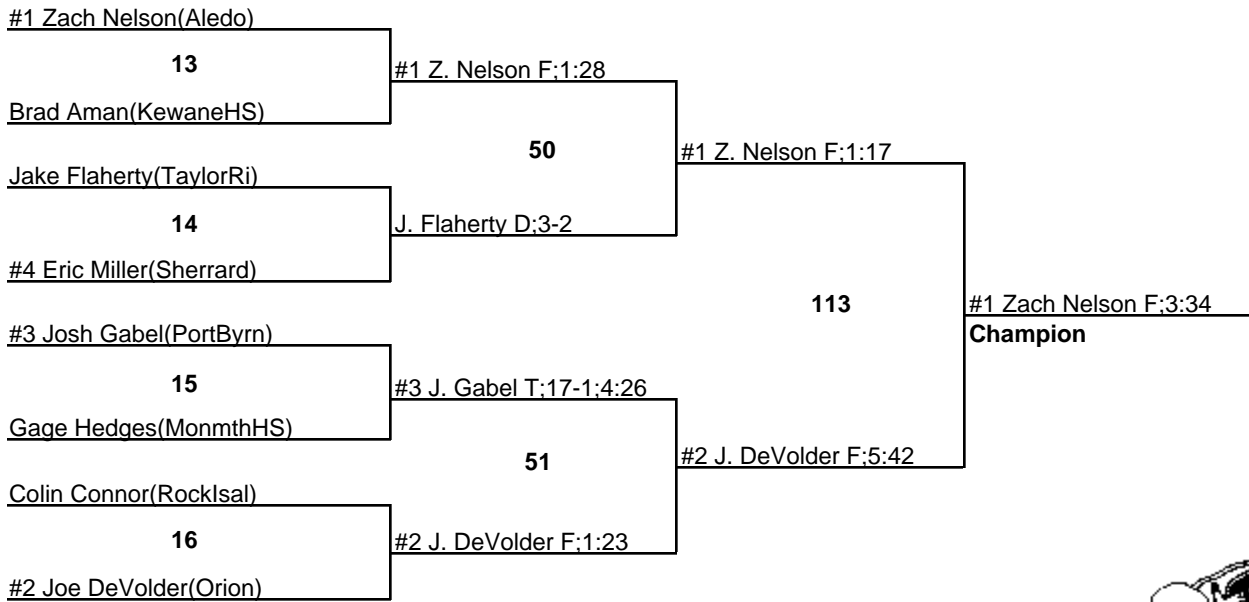 #1 Zach Nelson(Aledo)
13
#1 Z. Nelson F;1:28
Brad Aman(KewaneHS)
50
#1 Z. Nelson F;1:17
Jake Flaherty(TaylorRi)
14
J. Flaherty D;3-2
#4 Eric Miller(Sherrard)
113
#1 Zach Nelson F;3:34
Champion
#3 Josh Gabel(PortByrn)
15
#3 J. Gabel T;17-1;4:26
Gage Hedges(MonmthHS)
51
#2 J. DeVolder F;5:42
Colin Connor(RockIsal)
16
#2 J. DeVolder F;1:23
#2 Joe DeVolder(Orion)